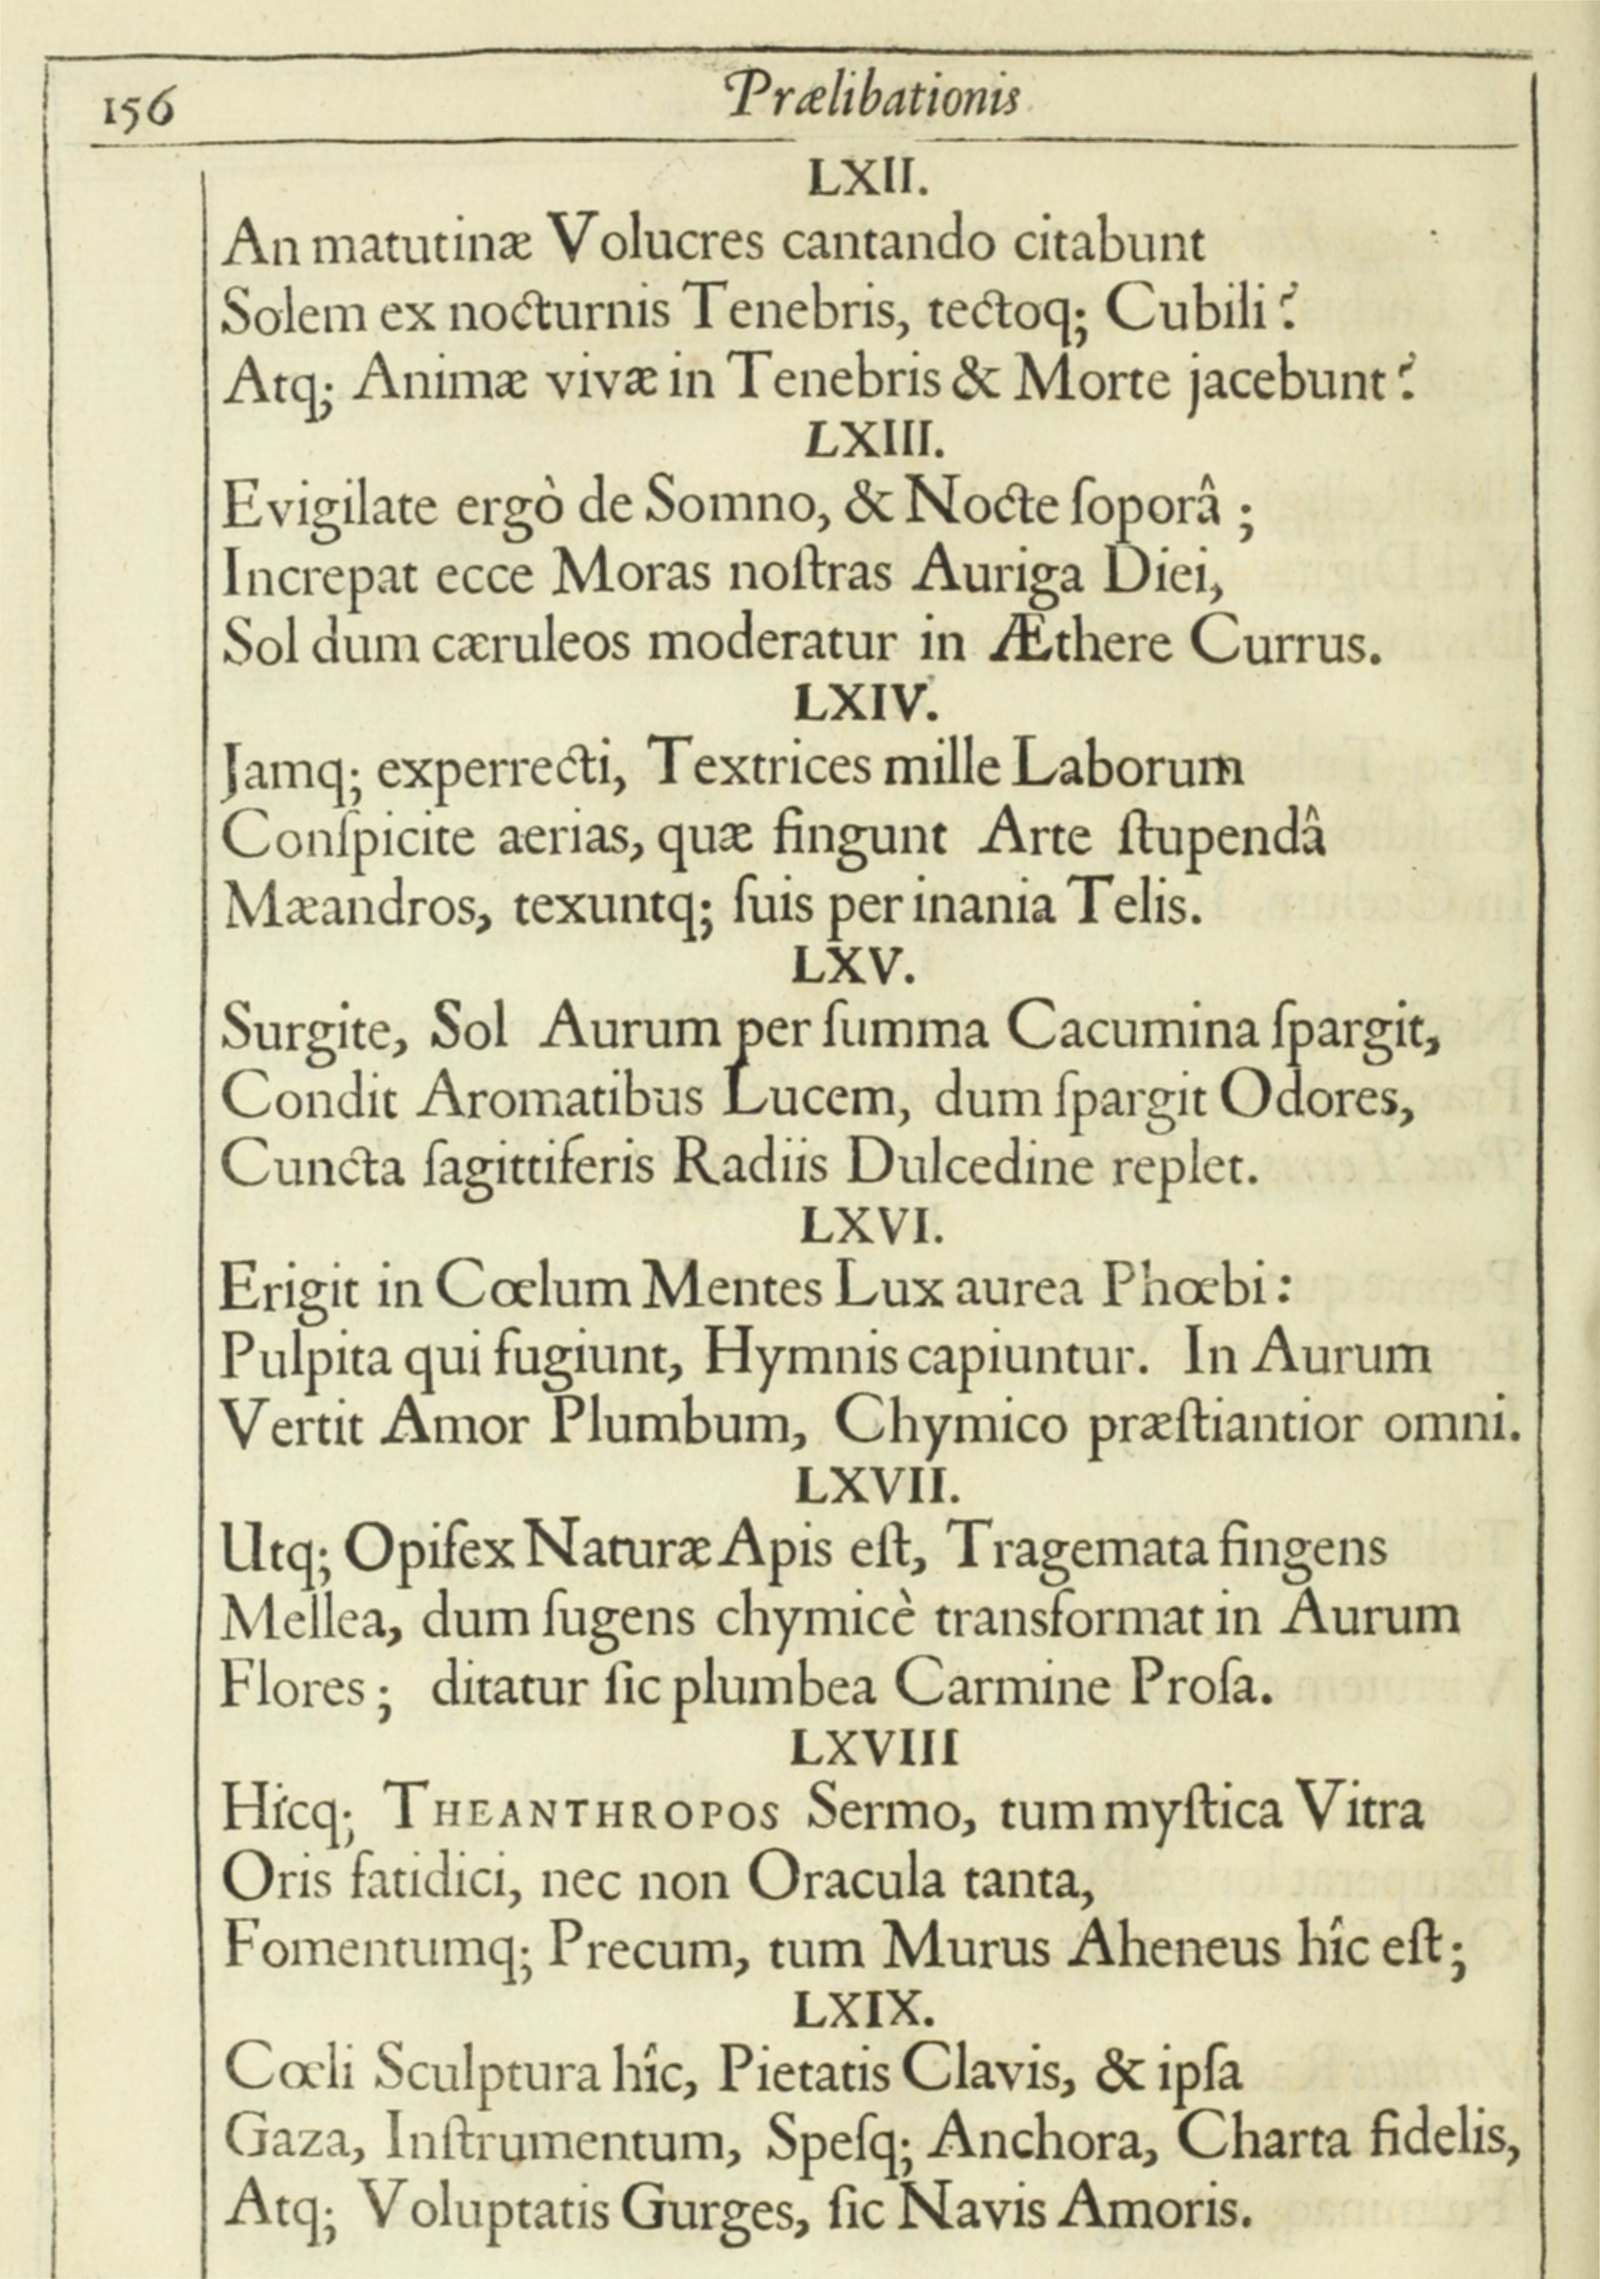 156
Prælibationis
LXII.
An matutinæ Volucres cantando citabunt
Solem ex nocturnis Tenebris, tectoq; Cubili?
Atq; Animæ vivæ in Tenebris & Morte jacebunt?
LXIII.
Evigilate ergò de Somno, & Nocte ſoporâ ;
Increpat ecce Moras noſtras Auriga Diei,
Sol dum cæruleos moderatur in Æthere Currus.
LXIV.
Jamq; experrecti, Textrices mille Laborum
Conſpicite aerias, quæ fingunt Arte ſtupendâ
Mæandros, texuntq; ſuis per inania Telis.
LXV.
Surgite, Sol Aurum per ſumma Cacumina ſpargit,
Condit Aromatibus Lucem, dum ſpargit Odores,
Cuncta ſagittiferis Radiis Dulcedine replet.
LXVI.
Erigit in Cœlum Mentes Lux aurea Phœbi :
Pulpita qui fugiunt, Hymnis capiuntur. In Aurum
Vertit Amor Plumbum, Chymico præſtiantior omni.
LXVII.
Utq; Opifex Naturæ Apis eſt, Tragemata fingens
Mellea, dum ſugens chymicè transformat in Aurum
Flores ; ditatur ſic plumbea Carmine Proſa.
LXVIII
Hîcq; THEANTHROPOS Sermo, tum myſtica Vitra
Oris fatidici, nec non Oracula tanta,
Fomentumq; Precum, tum Murus Aheneus hîc eſt ;
LXIX.
Cœli Sculptura hîc, Pietatis Clavis, & ipſa
Gaza, Inſtrumentum, Speſq; Anchora, Charta fidelis,
Atq; Voluptatis Gurges, ſic Navis Amoris.